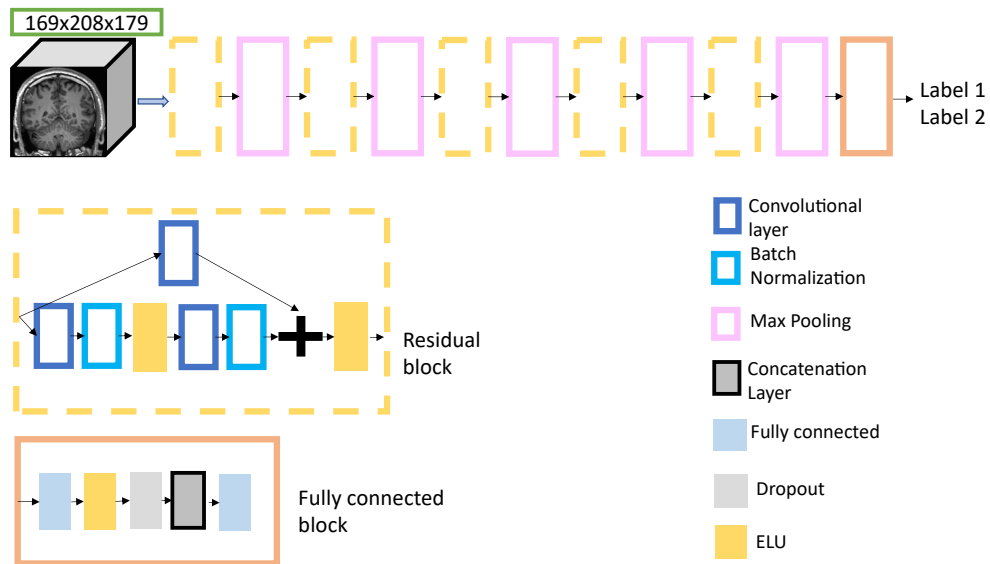 169x208x179
Label 1
Label 2
Convolutional
layer
Batch
Normalization
Max Pooling
Residual
block
Concatenation
Layer
Fully connected
Fully connected
block
Dropout
ELU